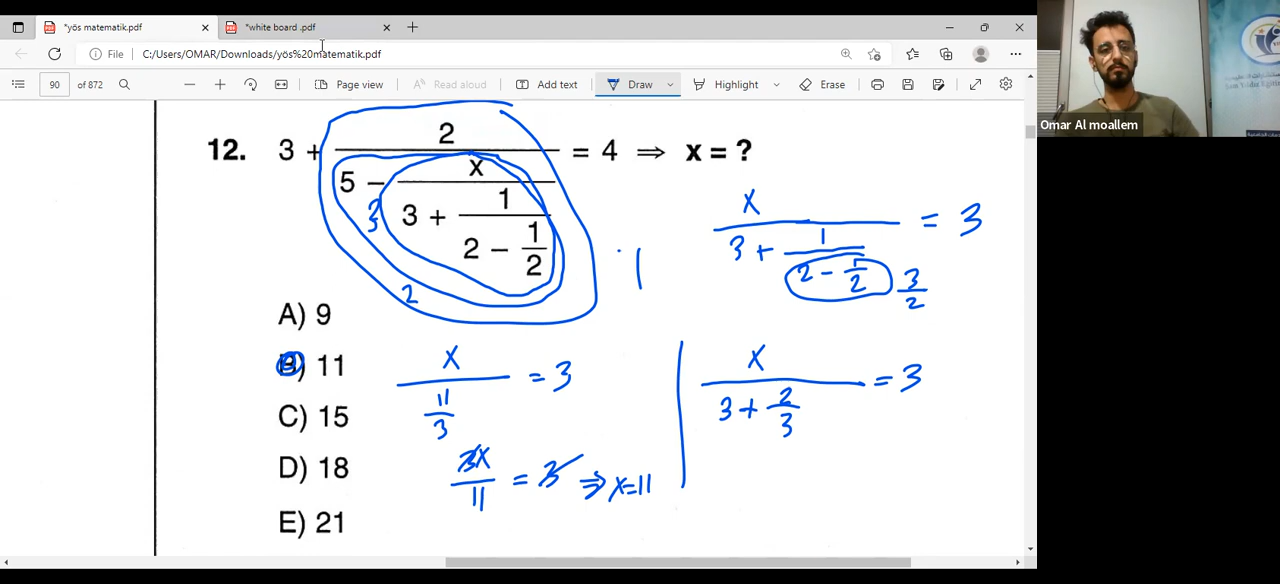 *yös matematik.pdf
*white board .pdf
File
C:/Users/OMAR/Downloads/yös%20matematik.pdf
90 of 872
Page view
Read aloud
Add text
Draw
Highlight
Erase
Omar Al moallem
12. 3 + 2/(5 − x/(3 + 1/(2 − 1/2))) = 4 ⇒ x = ?
3
2
1
x/(3 + 1/(2 − 1/2)) = 3
3/2
A) 9
B) 11
C) 15
D) 18
E) 21
x/(11/3) = 3
x/(3 + 2/3) = 3
3x/11 = 3 ⇒ x=11